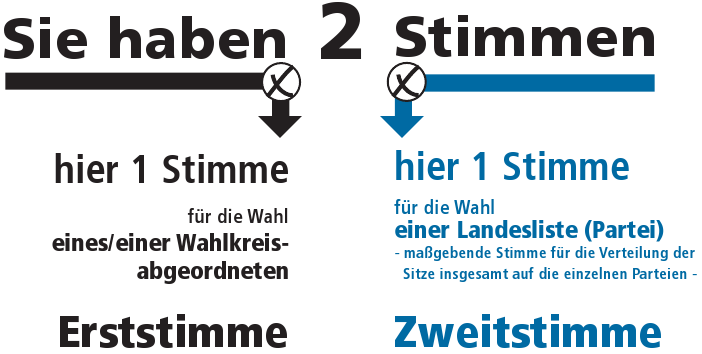 Sie haben 2 Stimmen
hier 1 Stimme
für die Wahl
eines/einer Wahlkreis-
abgeordneten
Erststimme
hier 1 Stimme
für die Wahl
einer Landesliste (Partei)
- maßgebende Stimme für die Verteilung der
Sitze insgesamt auf die einzelnen Parteien -
Zweitstimme